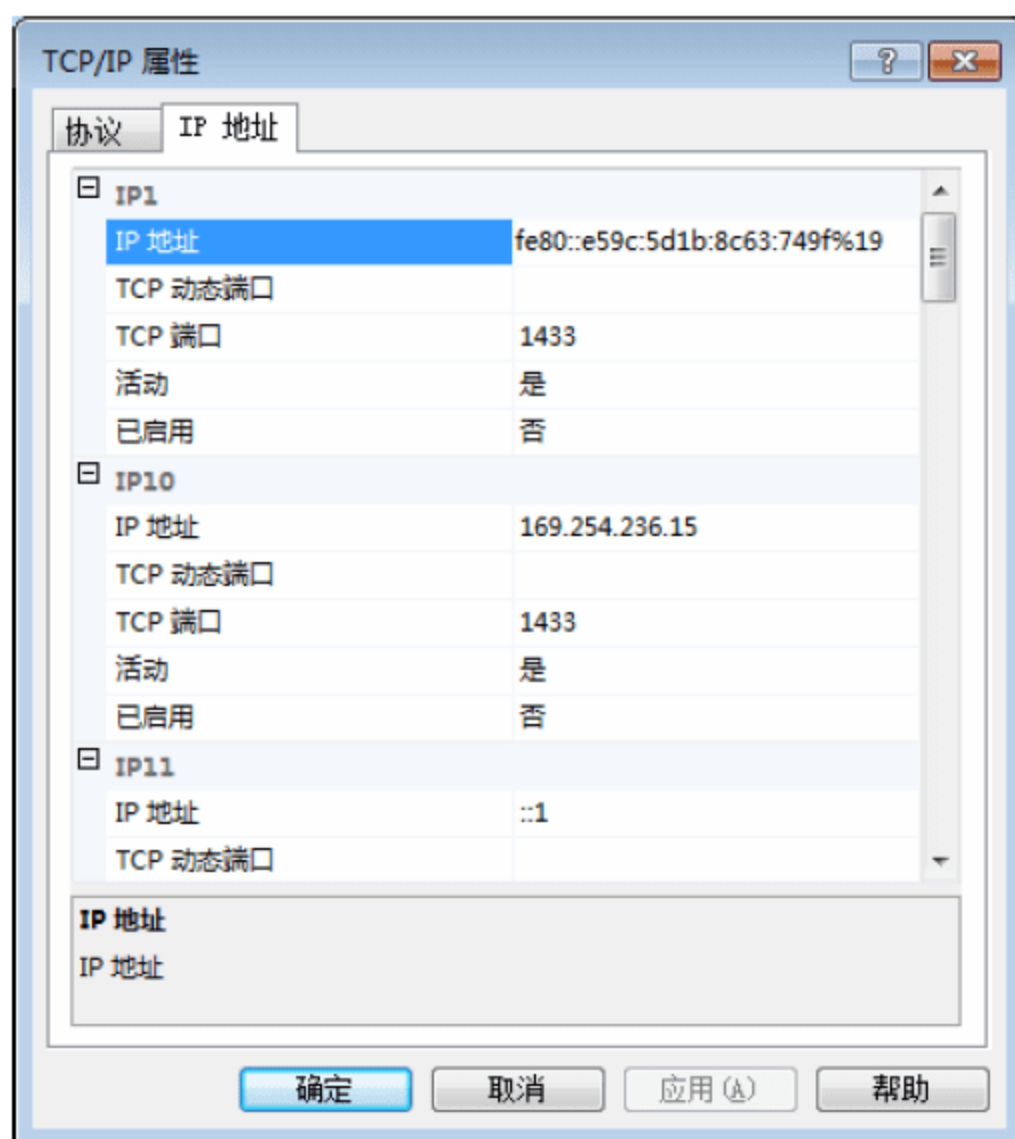 TCP/IP 属性
协议 IP 地址
IP1
IP 地址 fe80::e59c:5d1b:8c63:749f%19
TCP 动态端口
TCP 端口 1433
活动 是
已启用 否
IP10
IP 地址 169.254.236.15
TCP 动态端口
TCP 端口 1433
活动 是
已启用 否
IP11
IP 地址 ::1
TCP 动态端口
IP 地址
IP 地址
确定 取消 应用(A) 帮助